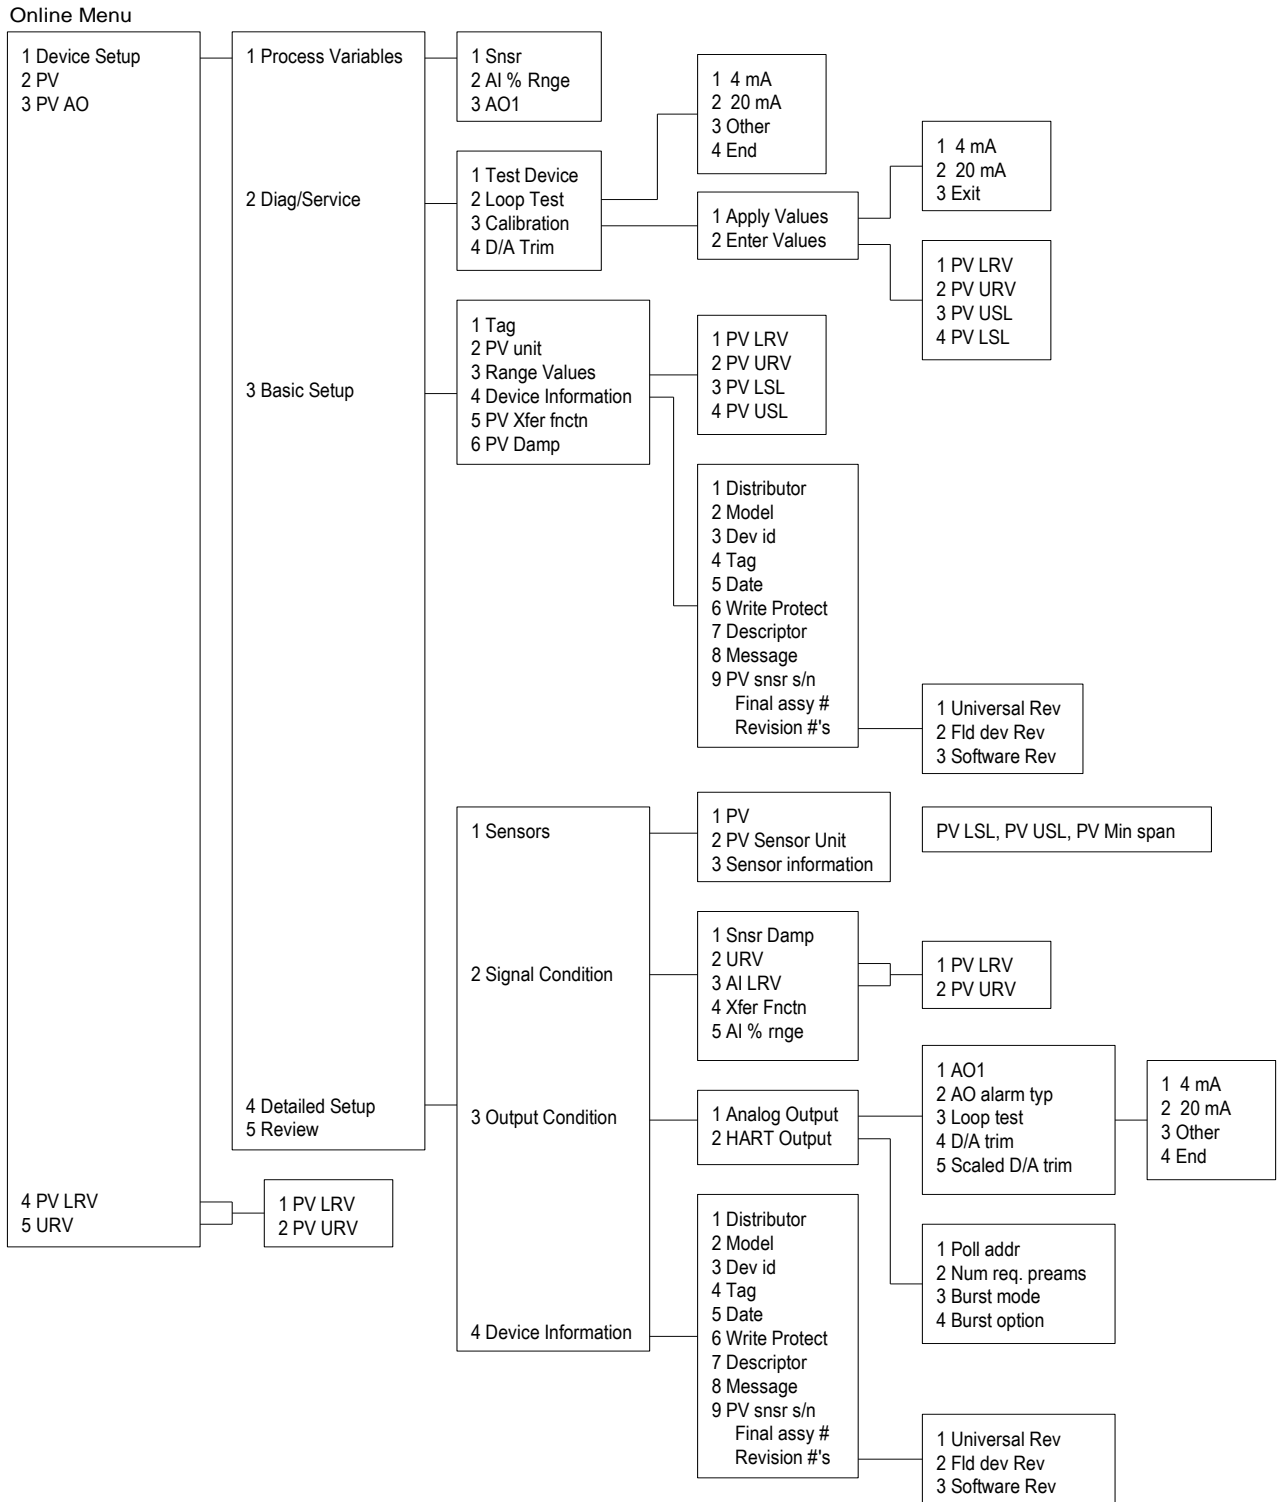 Online Menu
1 Device Setup
2 PV
3 PV AO
4 PV LRV
5 URV
1 PV LRV
2 PV URV
1 Process Variables
2 Diag/Service
3 Basic Setup
4 Detailed Setup
5 Review
1 Snsr
2 AI % Rnge
3 AO1
1 Test Device
2 Loop Test
3 Calibration
4 D/A Trim
1 4 mA
2 20 mA
3 Other
4 End
1 Apply Values
2 Enter Values
1 4 mA
2 20 mA
3 Exit
1 PV LRV
2 PV URV
3 PV USL
4 PV LSL
1 Tag
2 PV unit
3 Range Values
4 Device Information
5 PV Xfer fnctn
6 PV Damp
1 PV LRV
2 PV URV
3 PV LSL
4 PV USL
1 Distributor
2 Model
3 Dev id
4 Tag
5 Date
6 Write Protect
7 Descriptor
8 Message
9 PV snsr s/n
Final assy #
Revision #'s
1 Universal Rev
2 Fld dev Rev
3 Software Rev
1 Sensors
2 Signal Condition
3 Output Condition
4 Device Information
1 PV
2 PV Sensor Unit
3 Sensor information
PV LSL, PV USL, PV Min span
1 Snsr Damp
2 URV
3 AI LRV
4 Xfer Fnctn
5 AI % rnge
1 PV LRV
2 PV URV
1 Analog Output
2 HART Output
1 AO1
2 AO alarm typ
3 Loop test
4 D/A trim
5 Scaled D/A trim
1 4 mA
2 20 mA
3 Other
4 End
1 Poll addr
2 Num req. preams
3 Burst mode
4 Burst option
1 Distributor
2 Model
3 Dev id
4 Tag
5 Date
6 Write Protect
7 Descriptor
8 Message
9 PV snsr s/n
Final assy #
Revision #'s
1 Universal Rev
2 Fld dev Rev
3 Software Rev